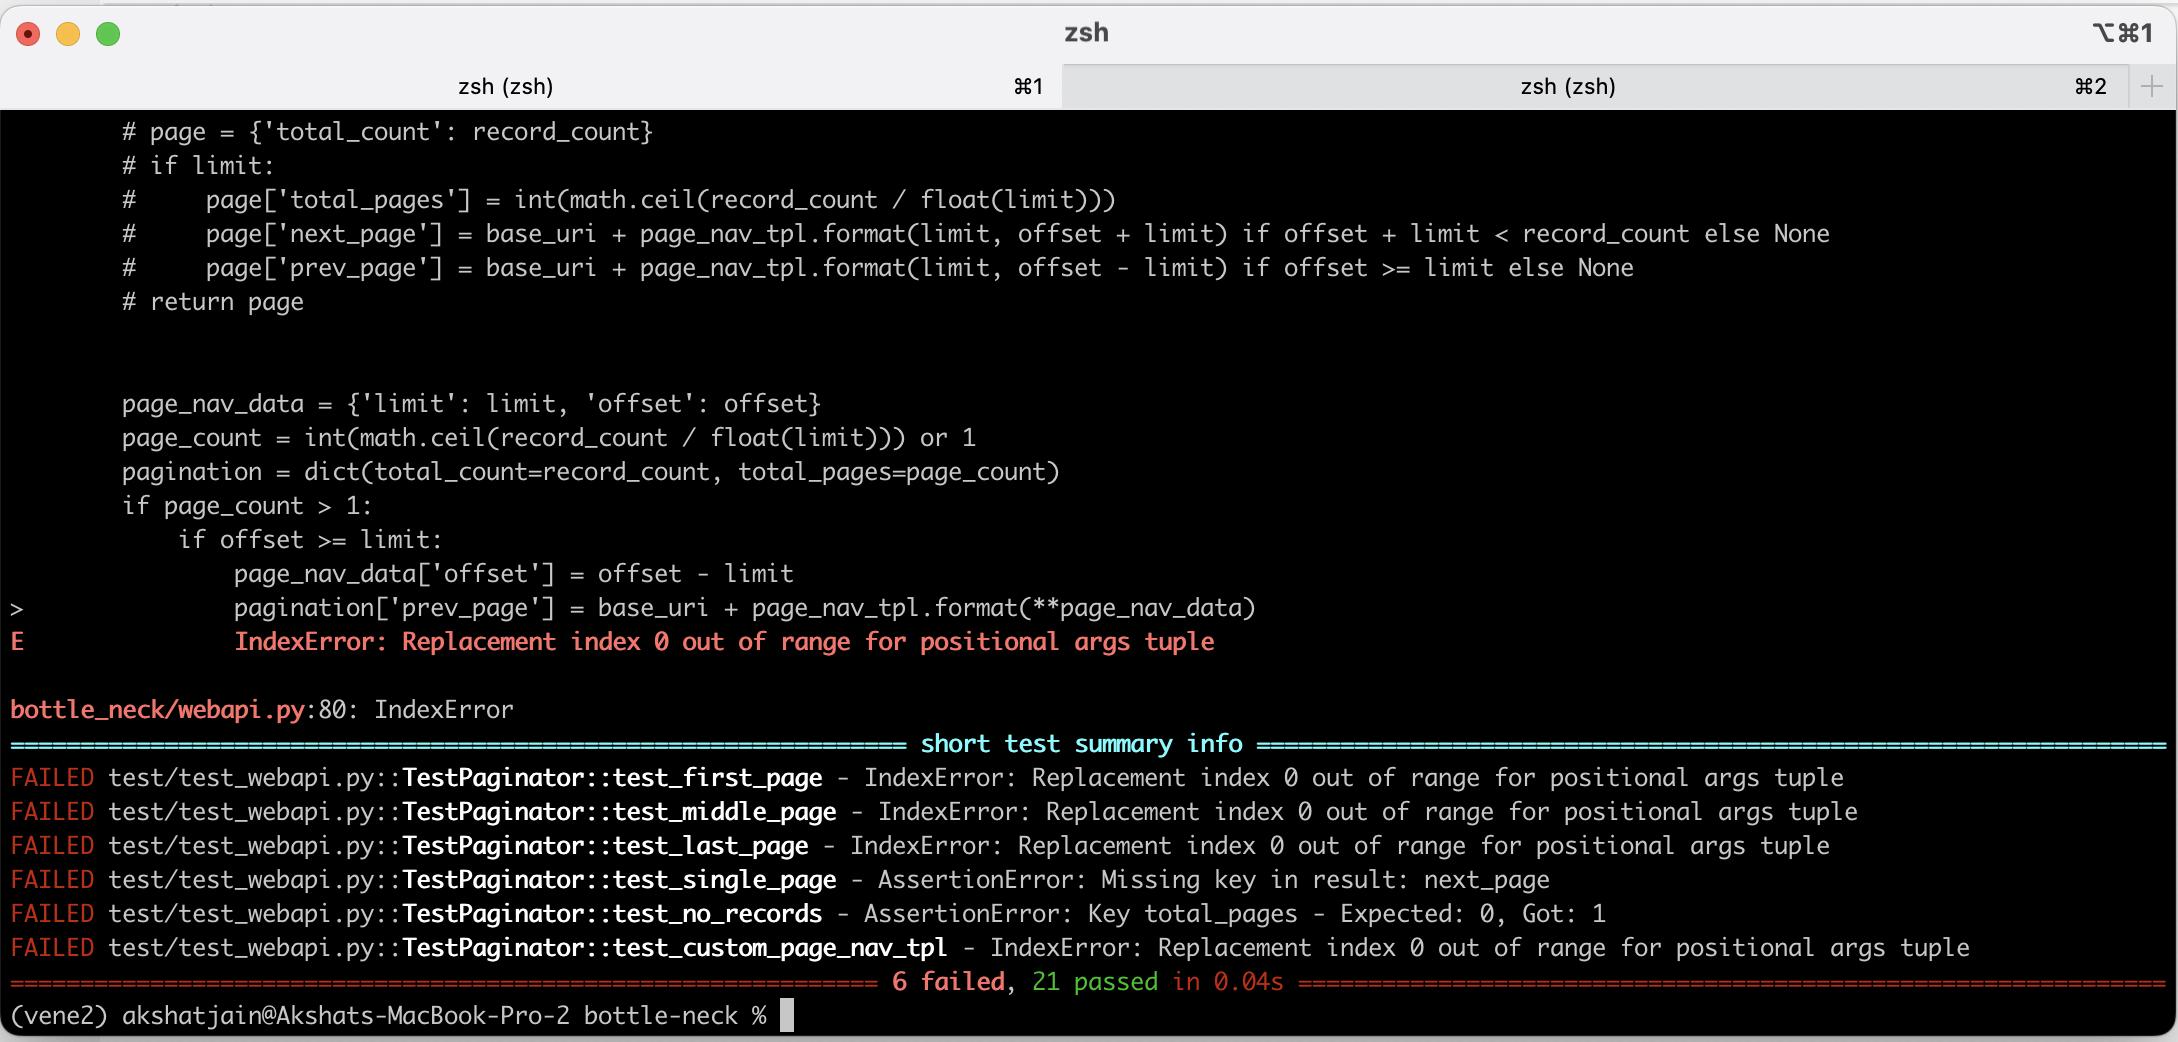 zsh
⌥⌘1
zsh (zsh) ⌘1 zsh (zsh) ⌘2 +
# page = {'total_count': record_count}
# if limit:
#     page['total_pages'] = int(math.ceil(record_count / float(limit)))
#     page['next_page'] = base_uri + page_nav_tpl.format(limit, offset + limit) if offset + limit < record_count else None
#     page['prev_page'] = base_uri + page_nav_tpl.format(limit, offset - limit) if offset >= limit else None
# return page
page_nav_data = {'limit': limit, 'offset': offset}
page_count = int(math.ceil(record_count / float(limit))) or 1
pagination = dict(total_count=record_count, total_pages=page_count)
if page_count > 1:
    if offset >= limit:
        page_nav_data['offset'] = offset - limit
>               pagination['prev_page'] = base_uri + page_nav_tpl.format(**page_nav_data)
E               IndexError: Replacement index 0 out of range for positional args tuple
bottle_neck/webapi.py:80: IndexError
================================================================ short test summary info =================================================================
FAILED test/test_webapi.py::TestPaginator::test_first_page - IndexError: Replacement index 0 out of range for positional args tuple
FAILED test/test_webapi.py::TestPaginator::test_middle_page - IndexError: Replacement index 0 out of range for positional args tuple
FAILED test/test_webapi.py::TestPaginator::test_last_page - IndexError: Replacement index 0 out of range for positional args tuple
FAILED test/test_webapi.py::TestPaginator::test_single_page - AssertionError: Missing key in result: next_page
FAILED test/test_webapi.py::TestPaginator::test_no_records - AssertionError: Key total_pages - Expected: 0, Got: 1
FAILED test/test_webapi.py::TestPaginator::test_custom_page_nav_tpl - IndexError: Replacement index 0 out of range for positional args tuple
============================================================== 6 failed, 21 passed in 0.04s ==============================================================
(vene2) akshatjain@Akshats-MacBook-Pro-2 bottle-neck %